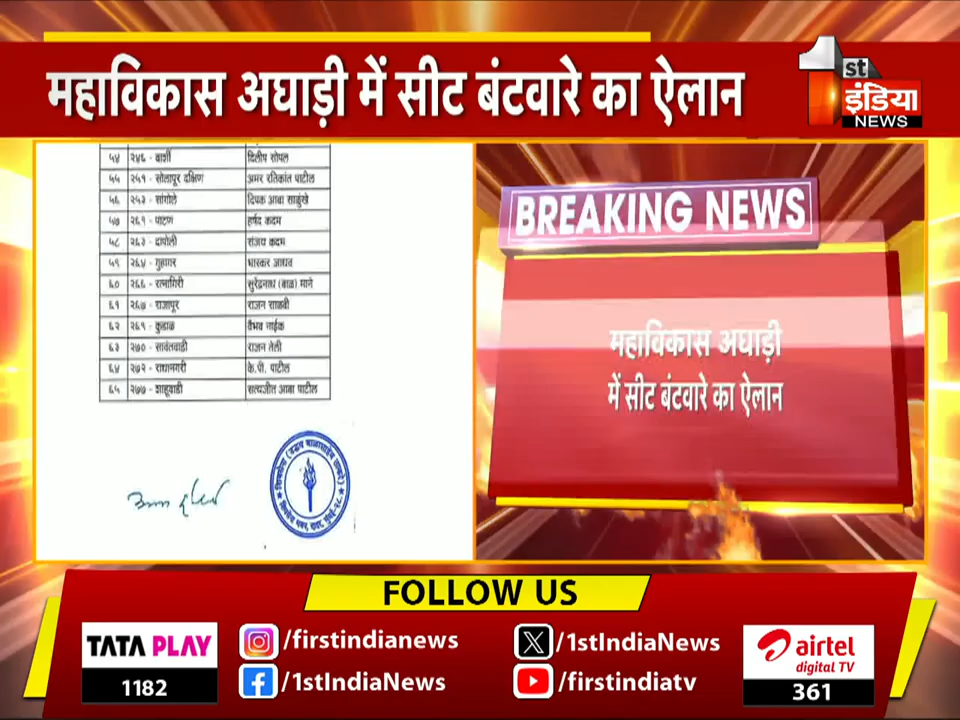 महाविकास अघाड़ी में सीट बंटवारे का ऐलान
1st
इंडिया
NEWS
५४ २४६ - बार्शी दिलीप सोपल
५५ २५१ - सोलापूर दक्षिण अमर रतिकांत पाटील
५६ २५३ - सांगोले दिपक आबा साळुंखे
५७ २६१ - पाटण हर्षद कदम
५८ २६३ - दापोली संजय कदम
५९ २६४ - गुहागर भास्कर जाधव
६० २६६ - रत्नागिरी सुरेंद्रनाथ (बाळ) माने
६१ २६७ - राजापूर राजन साळवी
६२ २६९ - कुडाळ वैभव नाईक
६३ २७० - सावंतवाडी राजन तेली
६४ २७२ - राधानगरी के.पी. पाटील
६५ २७७ - शाहूवाडी सत्यजीत आबा पाटील
BREAKING NEWS
महाविकास अघाड़ी
में सीट बंटवारे का ऐलान
FOLLOW US
TATA PLAY
1182
/firstindianews
/1stIndiaNews
/1stIndiaNews
/firstindiatv
airtel
digital TV
361